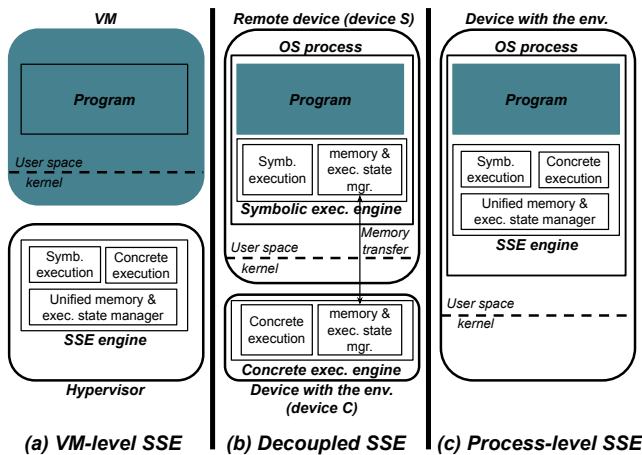 VM
Program
User space
kernel
Symb.
execution
Concrete
execution
Unified memory &
exec. state manager
SSE engine
Hypervisor
(a) VM-level SSE
Remote device (device S)
OS process
Program
Symb.
execution
memory &
exec. state
mgr.
Symbolic exec. engine
Memory
transfer
User space
kernel
Concrete
execution
memory &
exec. state
mgr.
Concrete exec. engine
Device with the env.
(device C)
(b) Decoupled SSE
Device with the env.
OS process
Program
Symb.
execution
Concrete
execution
Unified memory &
exec. state manager
SSE engine
User space
kernel
(c) Process-level SSE